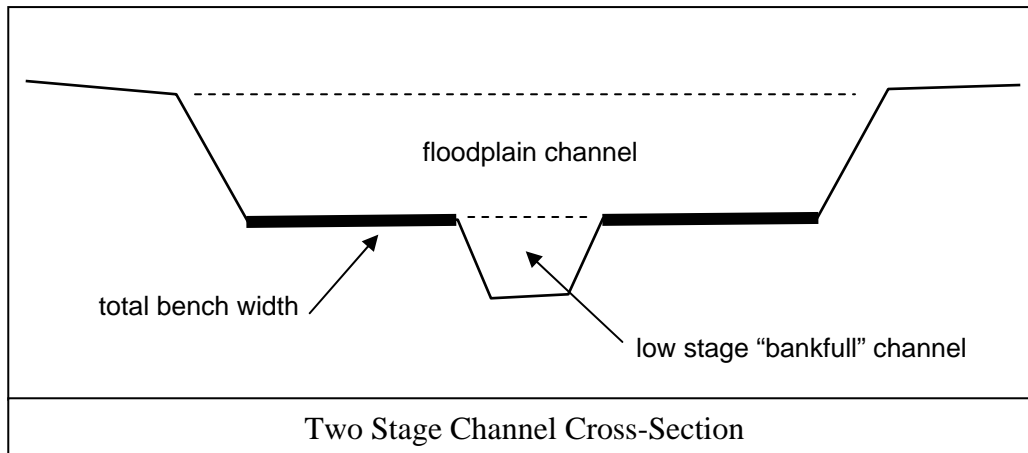 floodplain channel
total bench width
low stage “bankfull” channel
Two Stage Channel Cross-Section